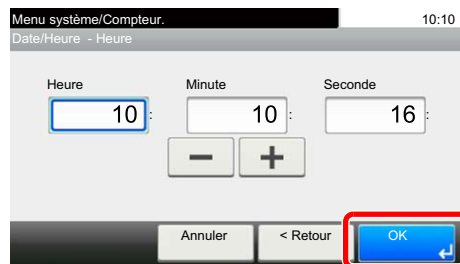 Menu système/Compteur. 10:10
Date/Heure - Heure
Heure Minute Seconde
10 : 10 : 16 :
− +
Annuler < Retour OK